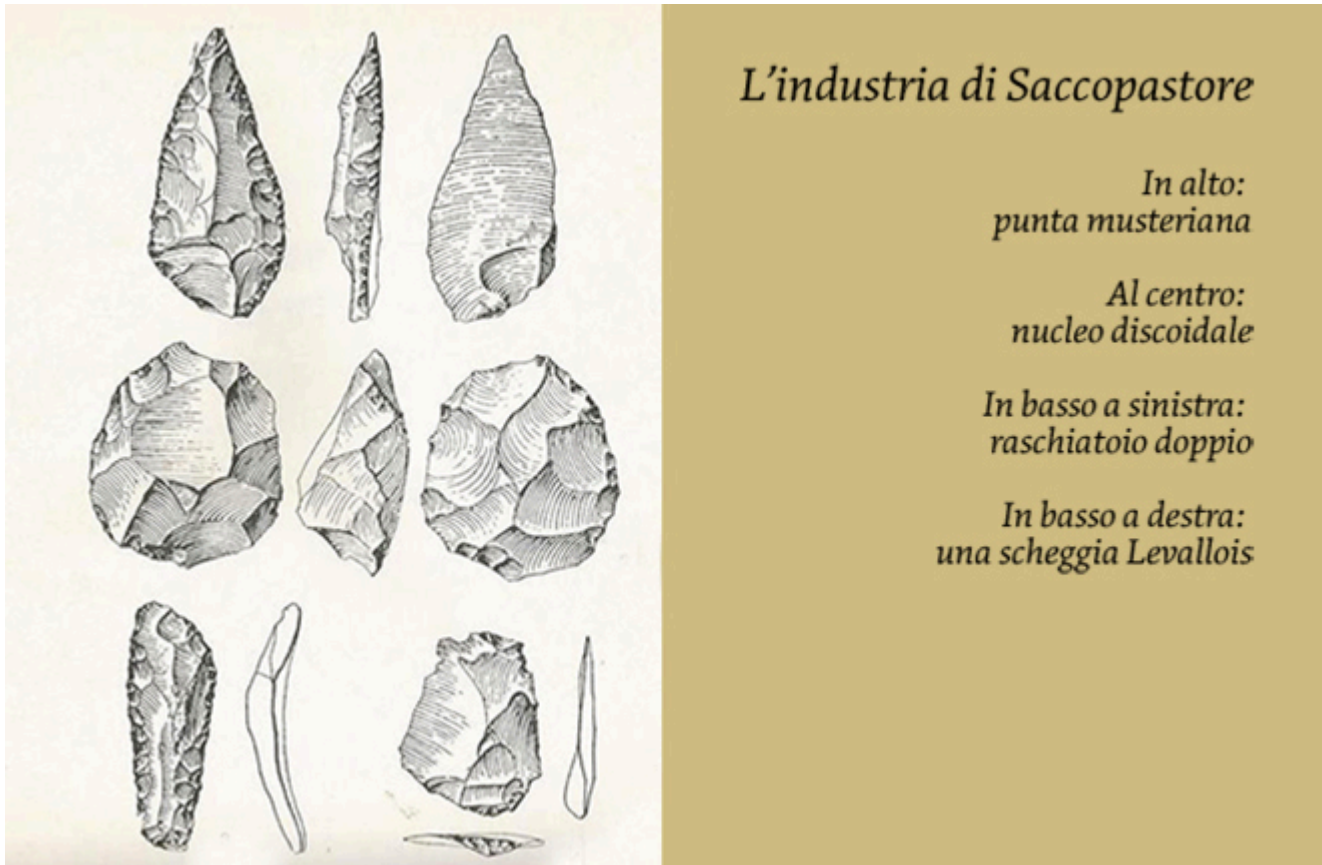 L'industria di Saccopastore
In alto:
punta musteriana
Al centro:
nucleo discoidale
In basso a sinistra:
raschiatoio doppio
In basso a destra:
una scheggia Levallois